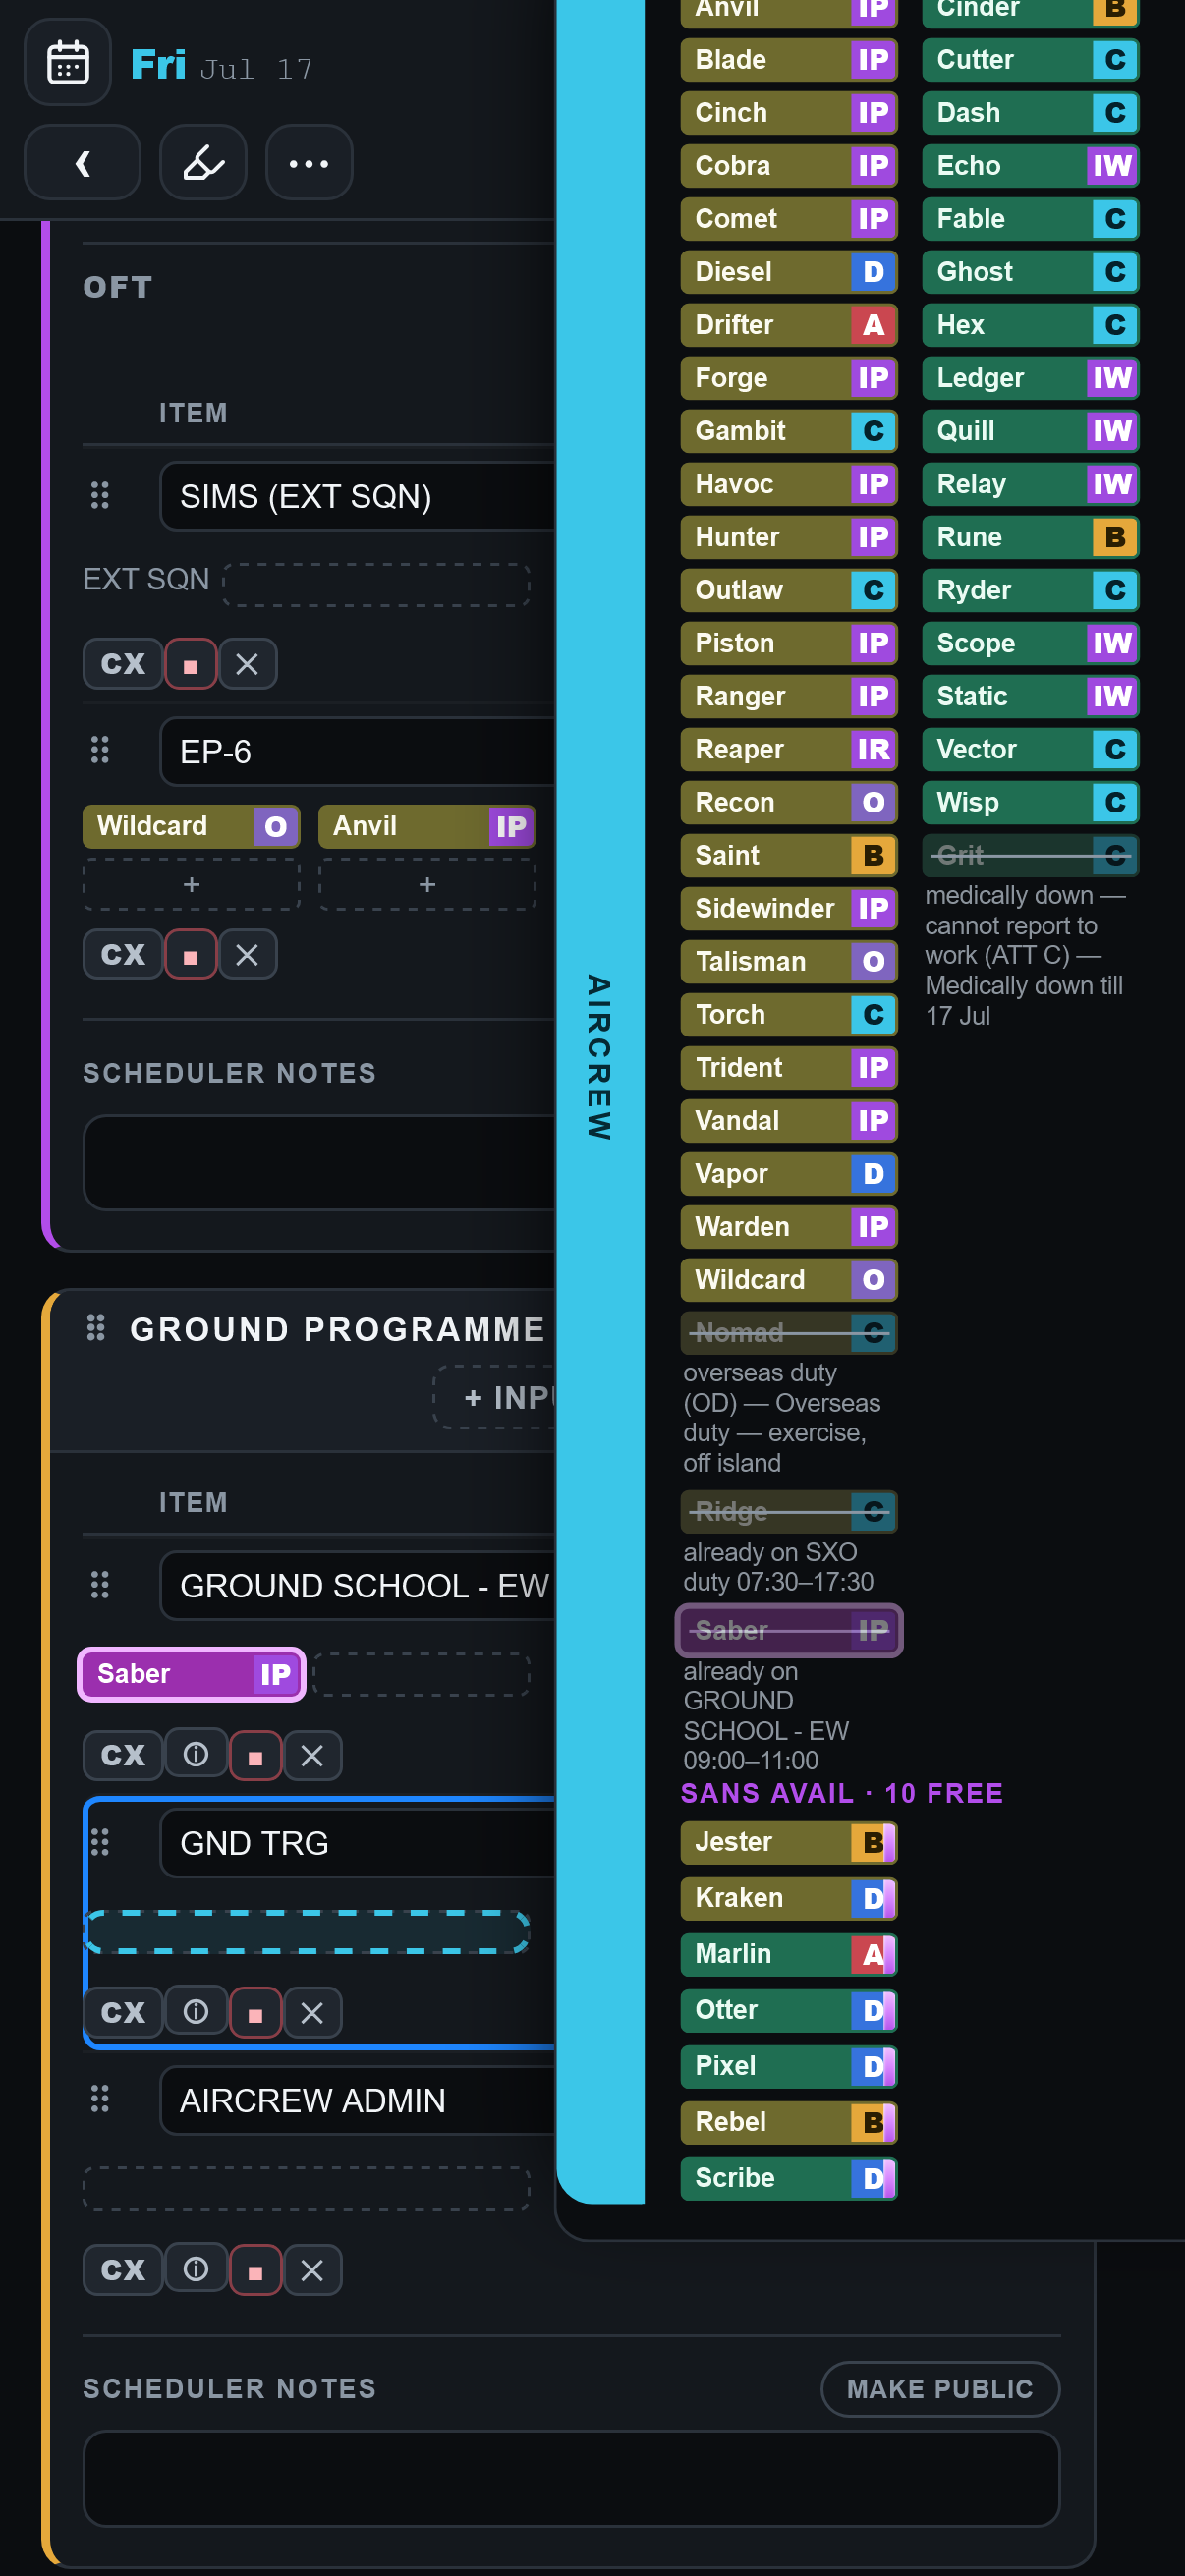 Fri Jul 17
OFT
ITEM
SIMS (EXT SQN)
EXT SQN
CX
EP-6
Wildcard O
Anvil IP
+
+
CX
SCHEDULER NOTES
GROUND PROGRAMME
+ INPU
ITEM
GROUND SCHOOL - EW
Saber IP
CX
GND TRG
CX
AIRCREW ADMIN
CX
SCHEDULER NOTES
MAKE PUBLIC
AIRCREW
Anvil IP
Blade IP
Cinch IP
Cobra IP
Comet IP
Diesel D
Drifter A
Forge IP
Gambit C
Havoc IP
Hunter IP
Outlaw C
Piston IP
Ranger IP
Reaper IR
Recon O
Saint B
Sidewinder IP
Talisman O
Torch C
Trident IP
Vandal IP
Vapor D
Warden IP
Wildcard O
Nomad C
overseas duty
(OD) — Overseas
duty — exercise,
off island
Ridge C
already on SXO
duty 07:30–17:30
Saber IP
already on
GROUND
SCHOOL - EW
09:00–11:00
Cinder B
Cutter C
Dash C
Echo IW
Fable C
Ghost C
Hex C
Ledger IW
Quill IW
Relay IW
Rune B
Ryder C
Scope IW
Static IW
Vector C
Wisp C
Grit C
medically down —
cannot report to
work (ATT C) —
Medically down till
17 Jul
SANS AVAIL · 10 FREE
Jester B
Kraken D
Marlin A
Otter D
Pixel D
Rebel B
Scribe D